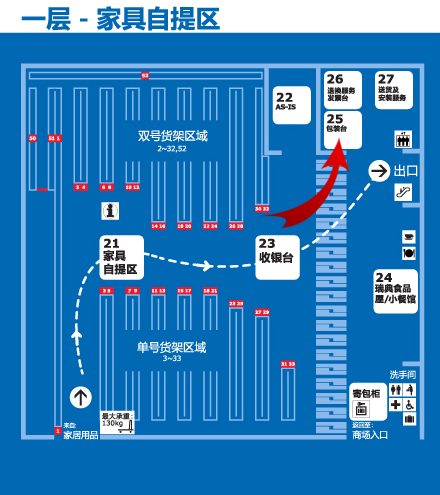 一层 - 家具自提区
52
26
退换服务
发票台
27
送货及
安装服务
22
AS-IS
25
包装台
双号货架区域
2~32,52
50
51 1
3 4
6 8
10 12
14 16
18 20
22 24
26 28
30 32
出口
21
家具
自提区
23
收银台
24
瑞典食品
屋/小餐馆
3 5
7 9
11 13
15 17
19 21
23 25
27 29
31 33
单号货架区域
3~33
洗手间
寄包柜
最大承重:
130kg
1
来自:
家居用品
返回至:
商场入口